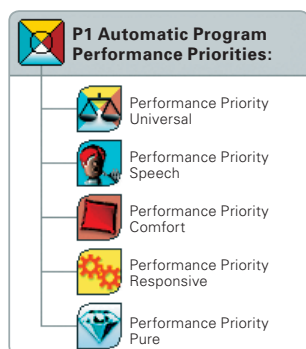 P1 Automatic Program
Performance Priorities:
Performance Priority
Universal
Performance Priority
Speech
Performance Priority
Comfort
Performance Priority
Responsive
Performance Priority
Pure